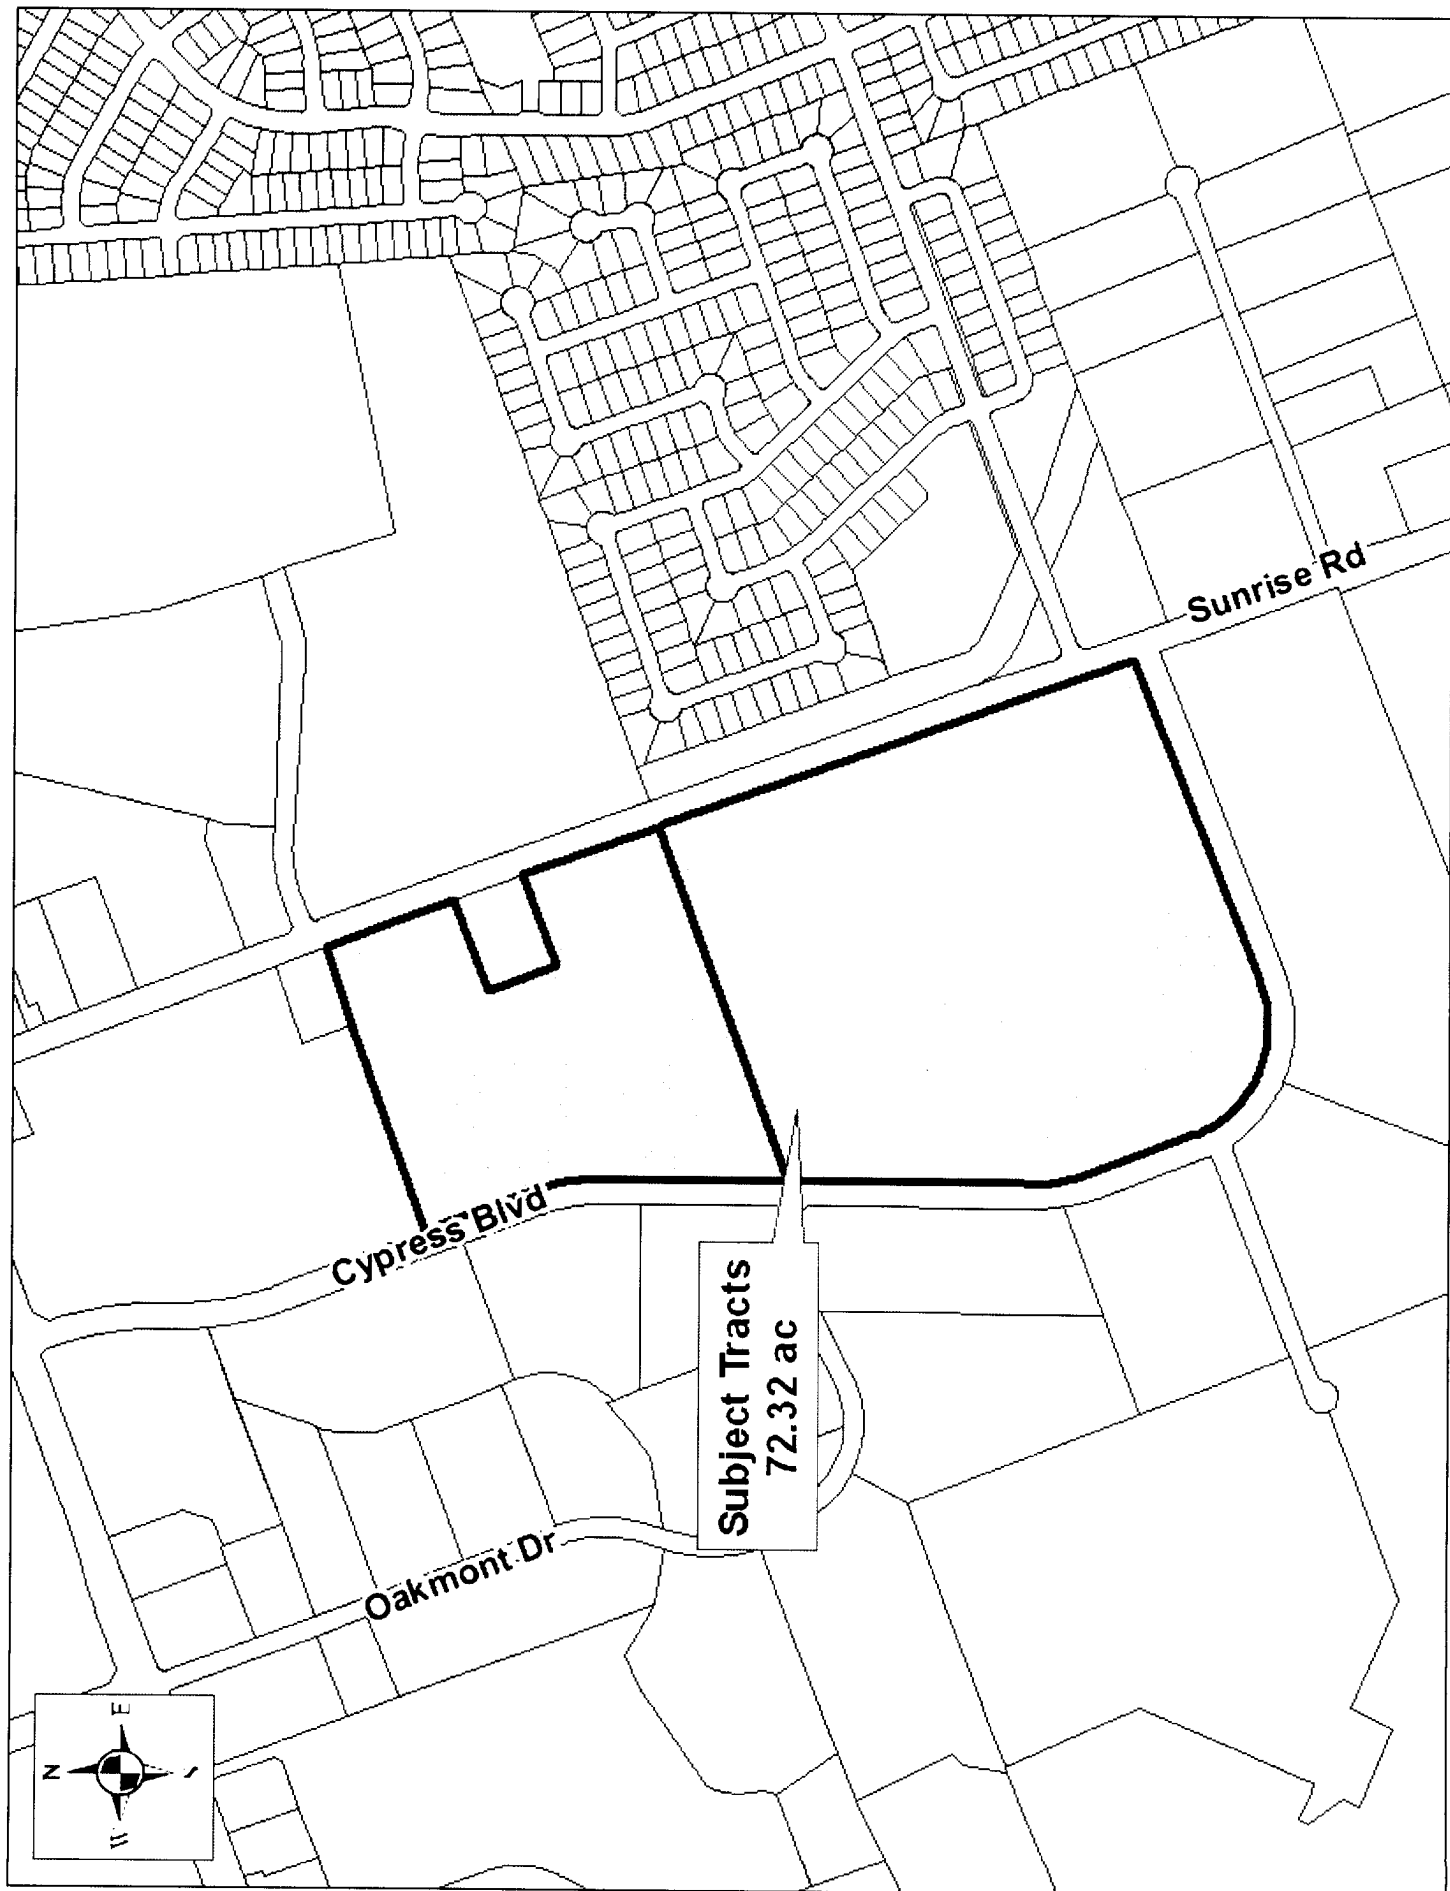 Sunrise Rd
Cypress Blvd
Subject Tracts
72.32 ac
Oakmont Dr
N
W
E